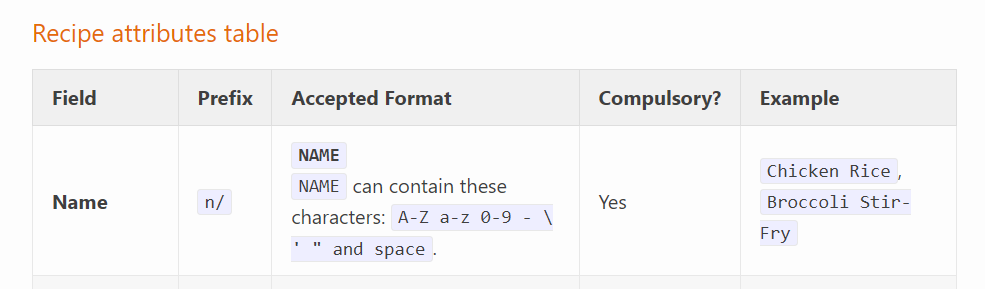 Recipe attributes table
Field Prefix Accepted Format Compulsory? Example
Name n/ NAME
NAME can contain these
characters: A-Z a-z 0-9 - \
' " and space.
Yes
Chicken Rice,
Broccoli Stir-
Fry